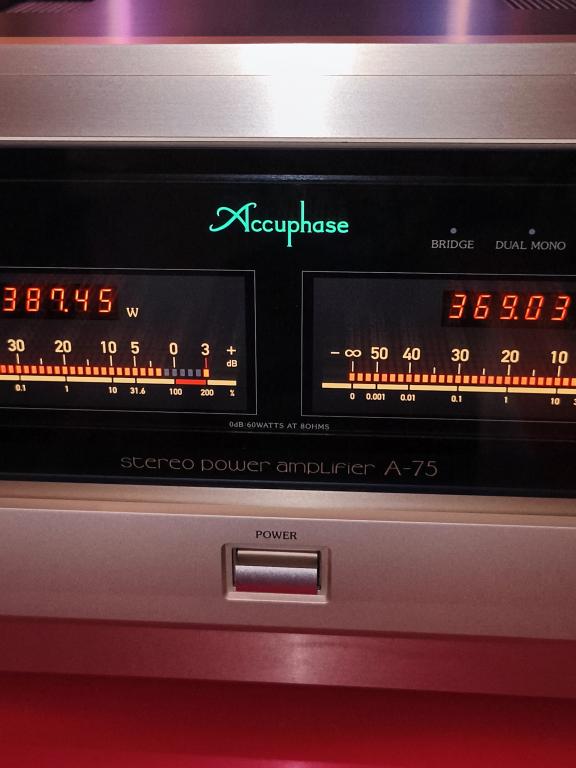 Accuphase
BRIDGE DUAL MONO
387.45 W
30 20 10 5 0 3 + dB
0.1 1 10 31.6 100 200 %
369.03
-∞ 50 40 30 20 10
0 0.001 0.01 0.1 1 10
0dB·60WATTS AT 8OHMS
stereo power amplifier A-75
POWER